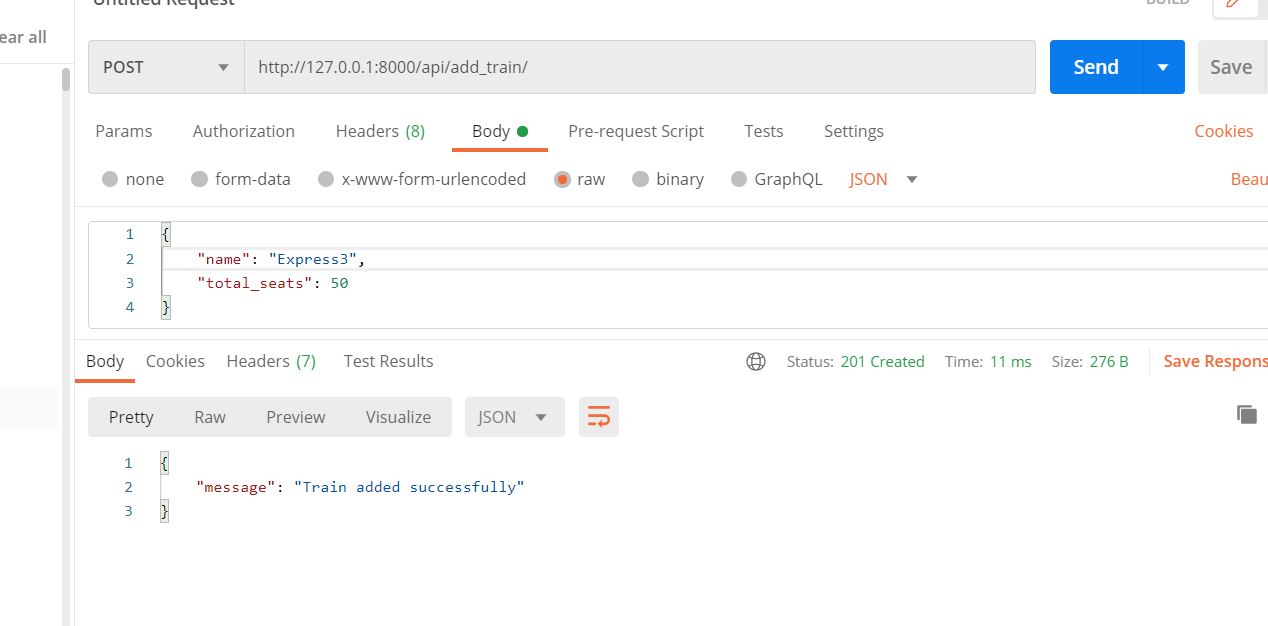 Untitled Request
BUILD
ear all
POST
http://127.0.0.1:8000/api/add_train/
Send
Save
Params Authorization Headers (8) Body Pre-request Script Tests Settings Cookies
none form-data x-www-form-urlencoded raw binary GraphQL JSON Beau
1 {
2 "name": "Express3",
3 "total_seats": 50
4 }
Body Cookies Headers (7) Test Results Status: 201 Created Time: 11 ms Size: 276 B Save Respons
Pretty Raw Preview Visualize JSON
1 {
2 "message": "Train added successfully"
3 }